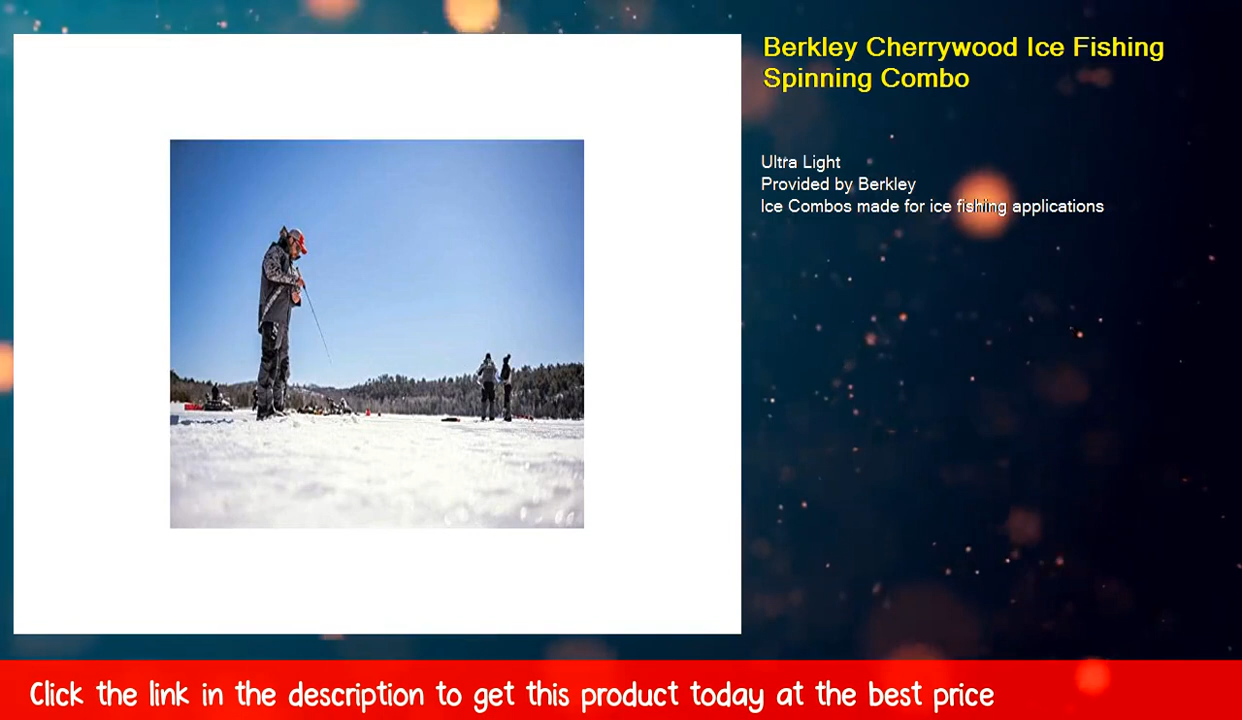 Berkley Cherrywood Ice Fishing
Spinning Combo
Ultra Light
Provided by Berkley
Ice Combos made for ice fishing applications
Click the link in the description to get this product today at the best price